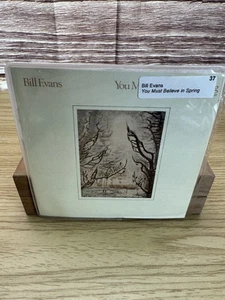 Bill Evans
You M
37
Bill Evans
You Must Believe in Spring